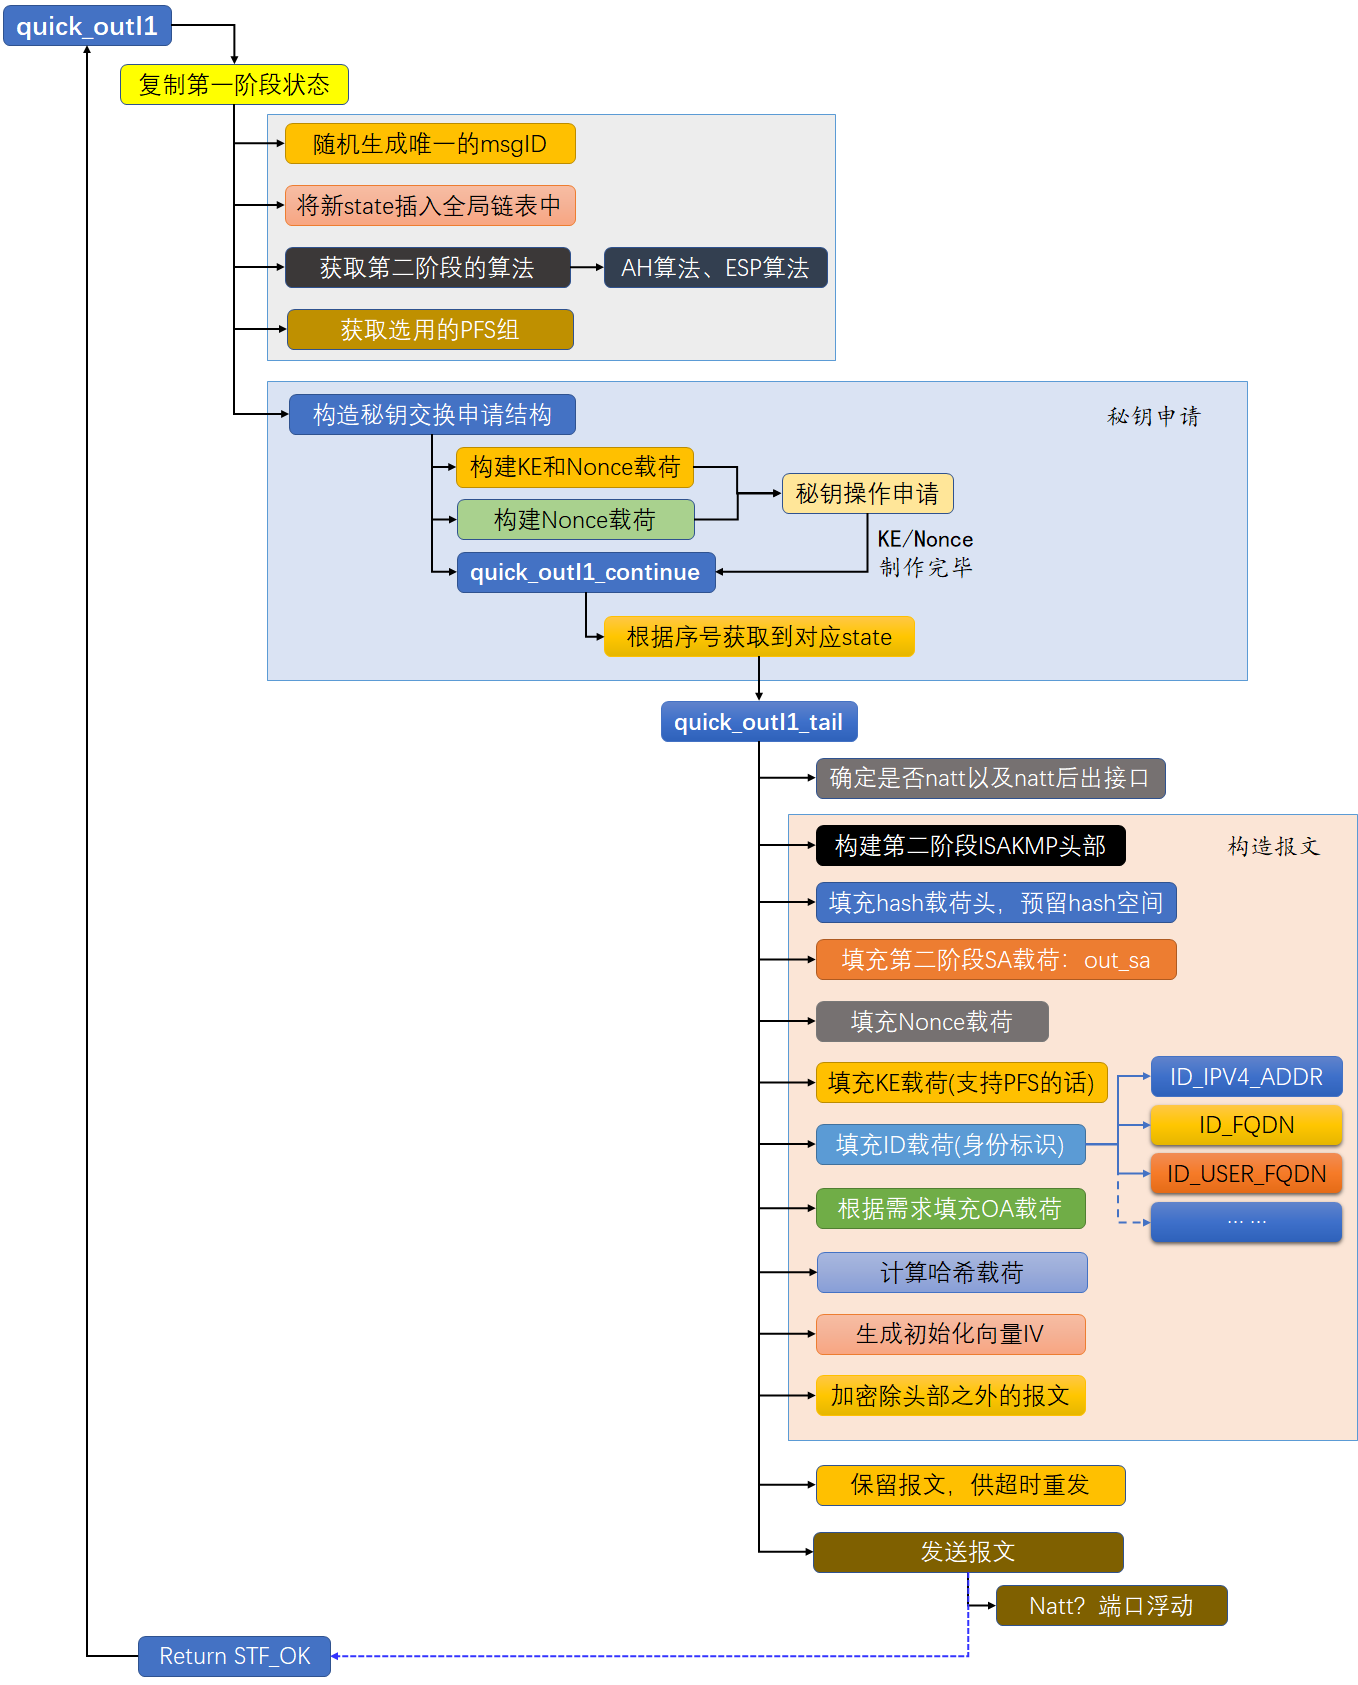 quick_outI1
复制第一阶段状态
随机生成唯一的msgID
将新state插入全局链表中
获取第二阶段的算法
AH算法、ESP算法
获取选用的PFS组
构造秘钥交换申请结构
秘钥申请
构建KE和Nonce载荷
秘钥操作申请
构建Nonce载荷
KE/Nonce
制作完毕
quick_outI1_continue
根据序号获取到对应state
quick_outI1_tail
确定是否natt以及natt后出接口
构建第二阶段ISAKMP头部
构造报文
填充hash载荷头，预留hash空间
填充第二阶段SA载荷：out_sa
填充Nonce载荷
填充KE载荷(支持PFS的话)
ID_IPV4_ADDR
ID_FQDN
填充ID载荷(身份标识)
ID_USER_FQDN
根据需求填充OA载荷
... ...
计算哈希载荷
生成初始化向量IV
加密除头部之外的报文
保留报文，供超时重发
发送报文
Natt？端口浮动
Return STF_OK